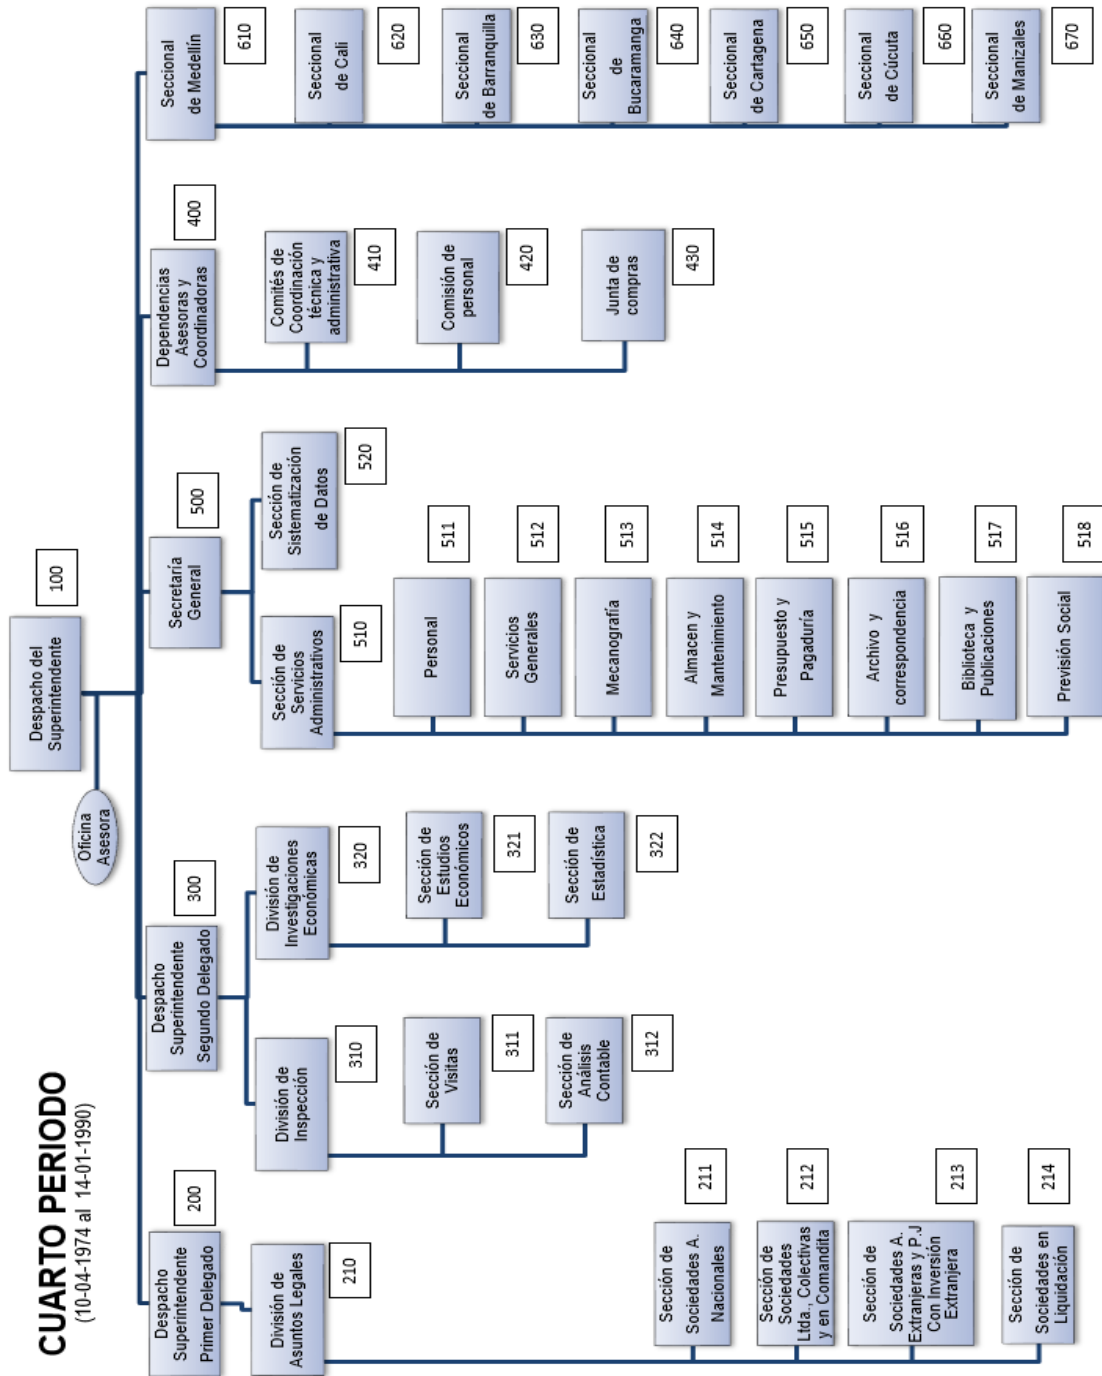 CUARTO PERIODO
(10-04-1974 al 14-01-1990)
Despacho del
Superintendente
100
Oficina
Asesora
Despacho
Superintendente
Primer Delegado
200
División de
Asuntos Legales
210
Sección de
Sociedades A.
Nacionales
211
Sección de
Sociedades
Ltda., Colectivas
y en Comandita
212
Sección de
Sociedades A.
Extranjeras y P.J
Con Inversión
Extranjera
213
Sección de
Sociedades en
Liquidación
214
Despacho
Superintendente
Segundo Delegado
300
División de
Inspección
310
Sección de
Visitas
311
Sección de
Análisis
Contable
312
División de
Investigaciones
Económicas
320
Sección de
Estudios
Económicos
321
Sección de
Estadística
322
Secretaría
General
500
Sección de
Servicios
Administrativos
510
Personal
511
Servicios
Generales
512
Mecanografía
513
Almacen y
Mantenimiento
514
Presupuesto y
Pagaduría
515
Archivo y
correspondencia
516
Biblioteca y
Publicaciones
517
Previsión Social
518
Sección de
Sistematización
de Datos
520
Dependencias
Asesoras y
Coordinadoras
400
Comités de
Coordinación
técnica y
administrativa
410
Comisión de
personal
420
Junta de
compras
430
Seccional
de Medellín
610
Seccional
de Cali
620
Seccional
de Barranquilla
630
Seccional
de
Bucaramanga
640
Seccional
de Cartagena
650
Seccional
de Cúcuta
660
Seccional
de Manizales
670